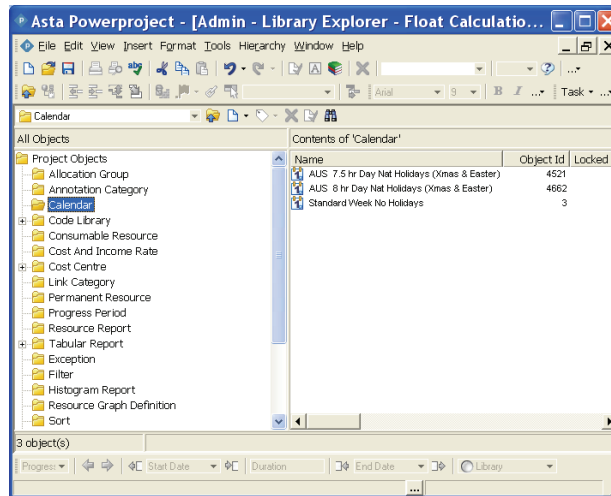 Asta Powerproject - [Admin - Library Explorer - Float Calculatio...
File Edit View Insert Format Tools Hierarchy Window Help
Arial 9 B I ... Task
Calendar
All Objects
Contents of 'Calendar'
Project Objects
Name Object Id Locked
Allocation Group
AUS 7.5 hr Day Nat Holidays (Xmas & Easter) 4521
Annotation Category
AUS 8 hr Day Nat Holidays (Xmas & Easter) 4662
Calendar
Standard Week No Holidays 3
Code Library
Consumable Resource
Cost And Income Rate
Cost Centre
Link Category
Permanent Resource
Progress Period
Resource Report
Tabular Report
Exception
Filter
Histogram Report
Resource Graph Definition
Sort
3 object(s)
Progres: Start Date Duration End Date Library
...